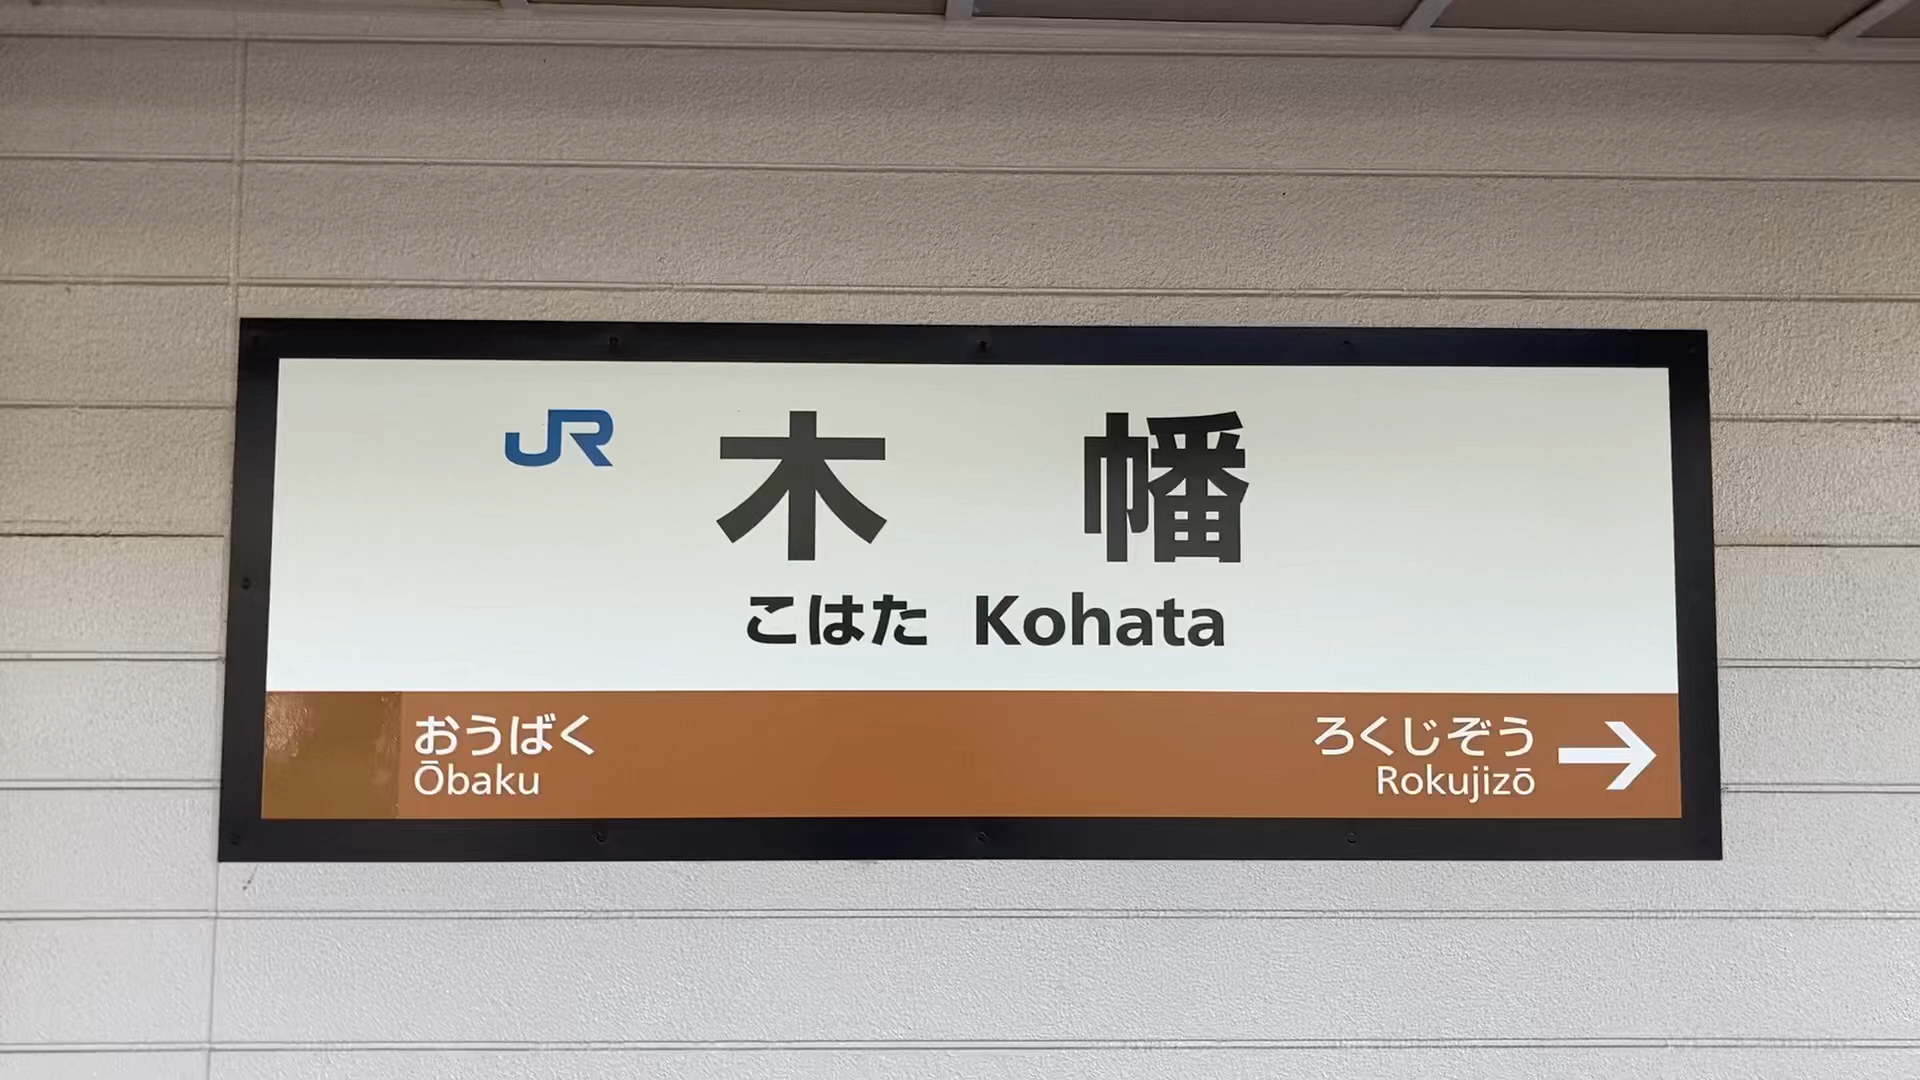 JR 木幡
こはた Kohata
おうばく
Ōbaku
ろくじぞう →
Rokujizō